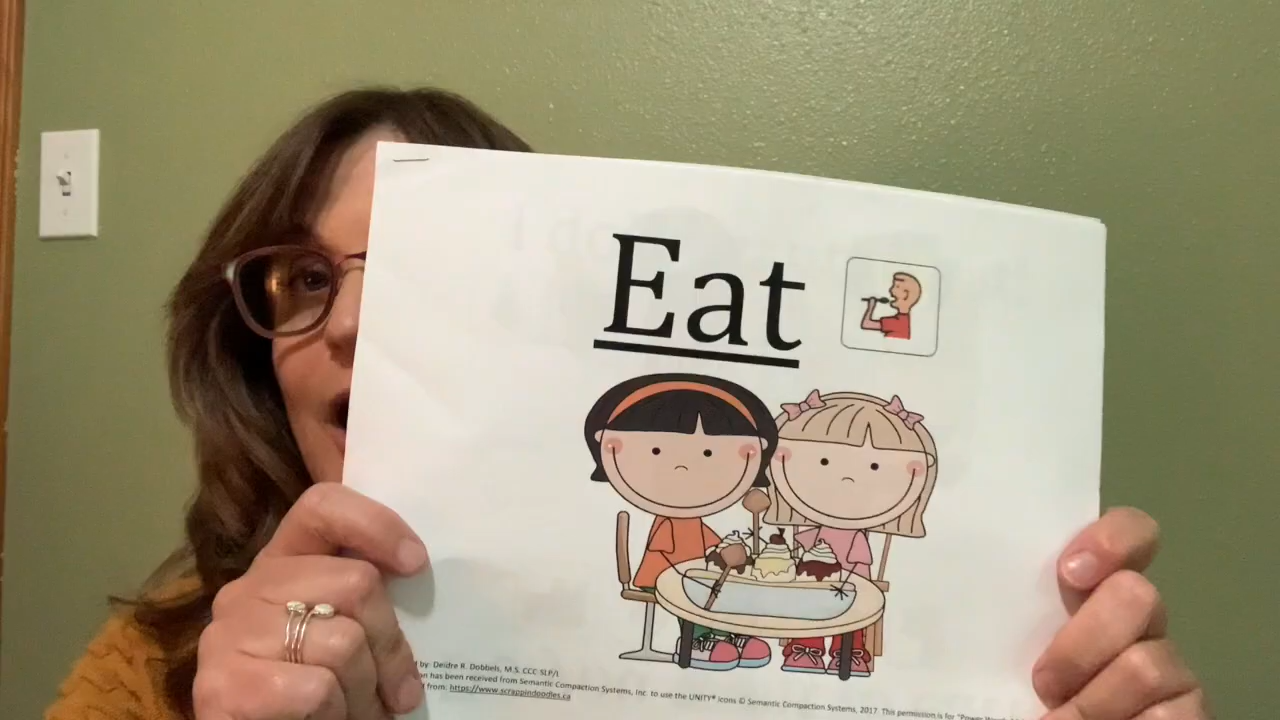 Eat
by: Deidre R. Dobbels, M.S. CCC-SLP/L
has been received from Semantic Compaction Systems, Inc. to use the UNITY® icons © Semantic Compaction Systems, 2017. This permission is for "Power
from: https://www.scrappindoodles.ca